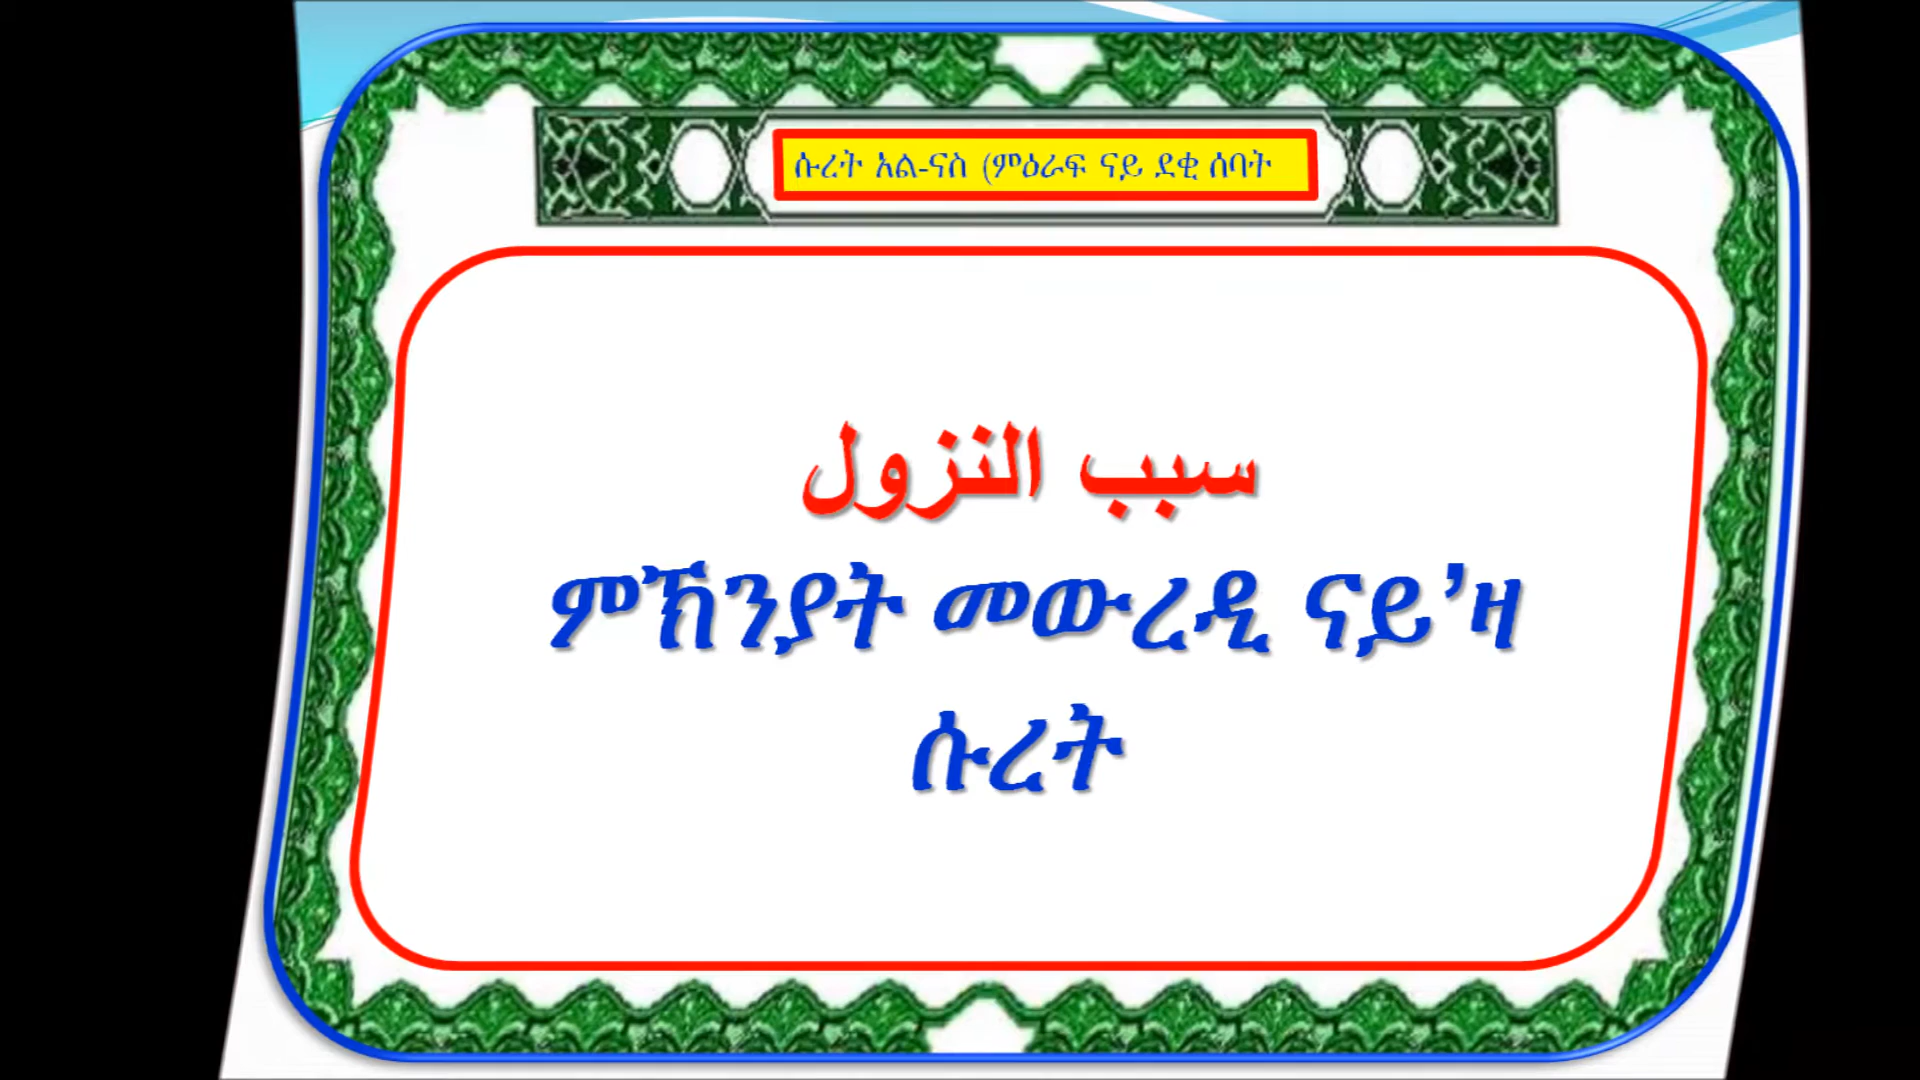 ሱረት አል-ናስ (ምዕራፍ ናይ ደቂ ሰባት
سبب النزول
ምኽንያት መውረዲ ናይ’ዛ
ሱረት